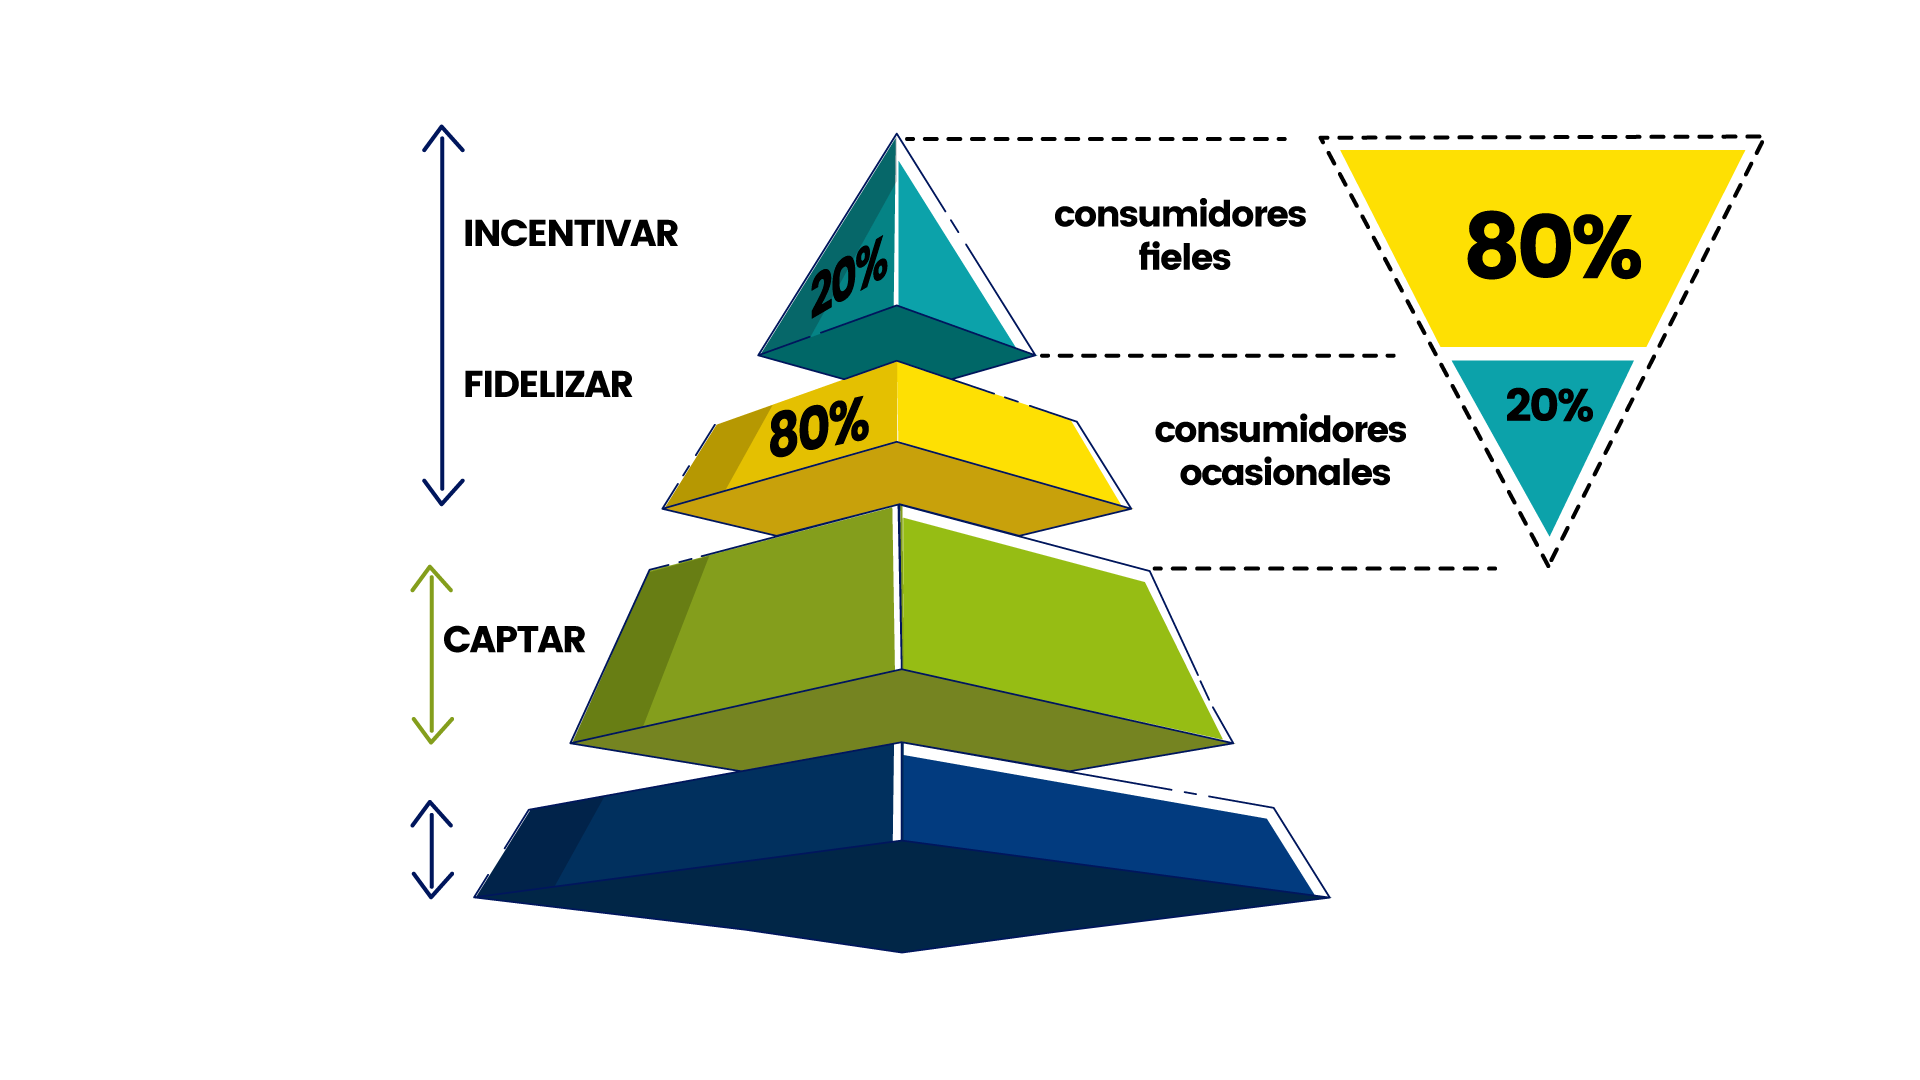 INCENTIVAR
FIDELIZAR
CAPTAR
20%
80%
consumidores
fieles
consumidores
ocasionales
80%
20%